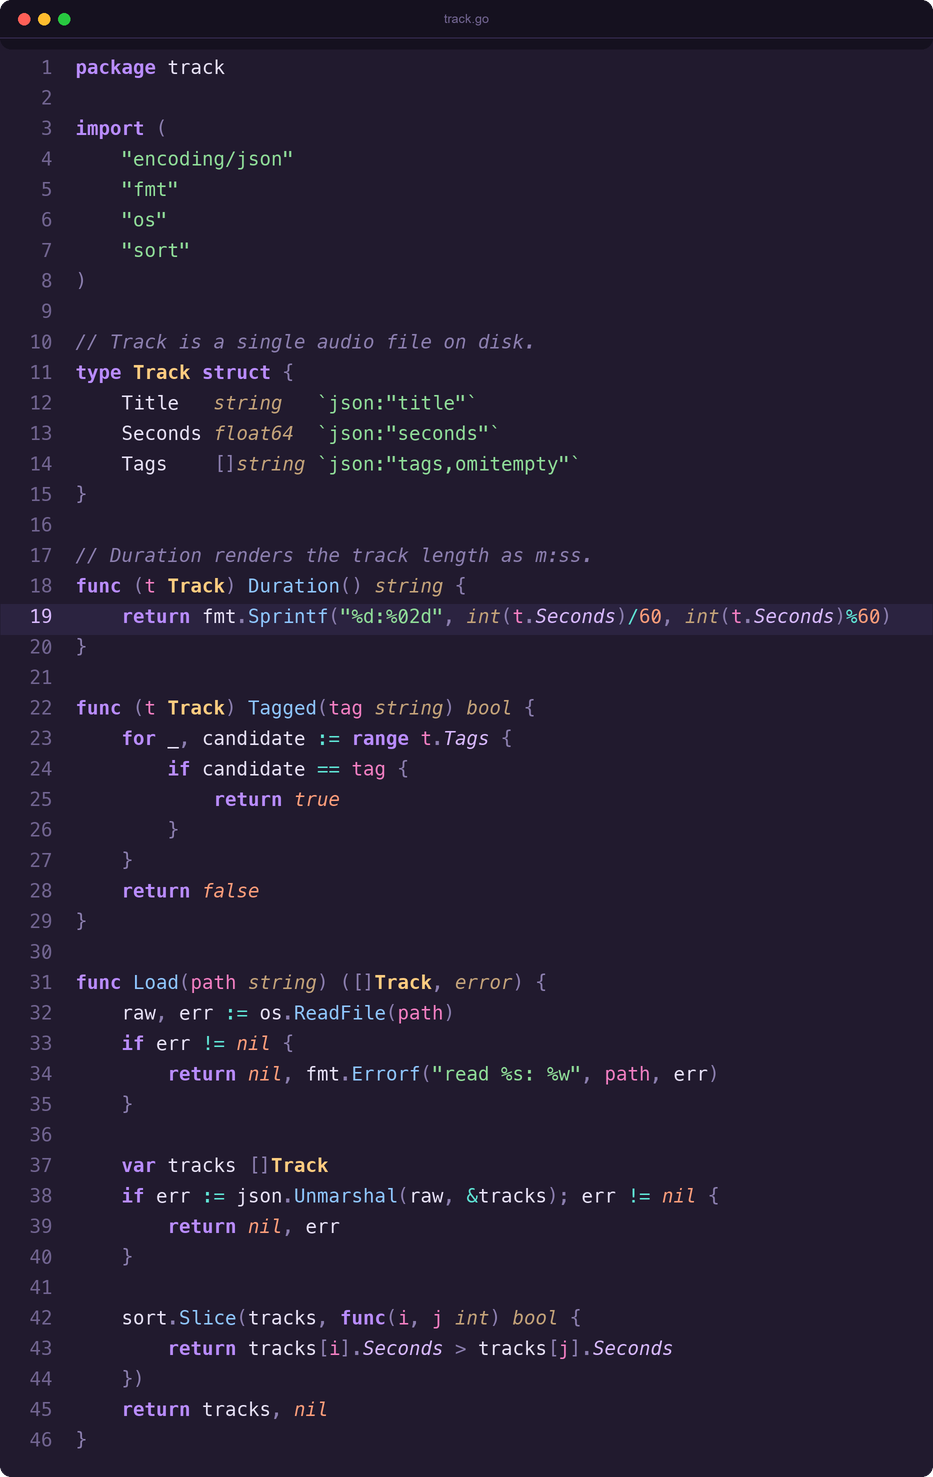 track.go
1 package track
2
3 import (
4     "encoding/json"
5     "fmt"
6     "os"
7     "sort"
8 )
9
10 // Track is a single audio file on disk.
11 type Track struct {
12     Title   string   `json:"title"`
13     Seconds float64  `json:"seconds"`
14     Tags    []string `json:"tags,omitempty"`
15 }
16
17 // Duration renders the track length as m:ss.
18 func (t Track) Duration() string {
19     return fmt.Sprintf("%d:%02d", int(t.Seconds)/60, int(t.Seconds)%60)
20 }
21
22 func (t Track) Tagged(tag string) bool {
23     for _, candidate := range t.Tags {
24         if candidate == tag {
25             return true
26         }
27     }
28     return false
29 }
30
31 func Load(path string) ([]Track, error) {
32     raw, err := os.ReadFile(path)
33     if err != nil {
34         return nil, fmt.Errorf("read %s: %w", path, err)
35     }
36
37     var tracks []Track
38     if err := json.Unmarshal(raw, &tracks); err != nil {
39         return nil, err
40     }
41
42     sort.Slice(tracks, func(i, j int) bool {
43         return tracks[i].Seconds > tracks[j].Seconds
44     })
45     return tracks, nil
46 }